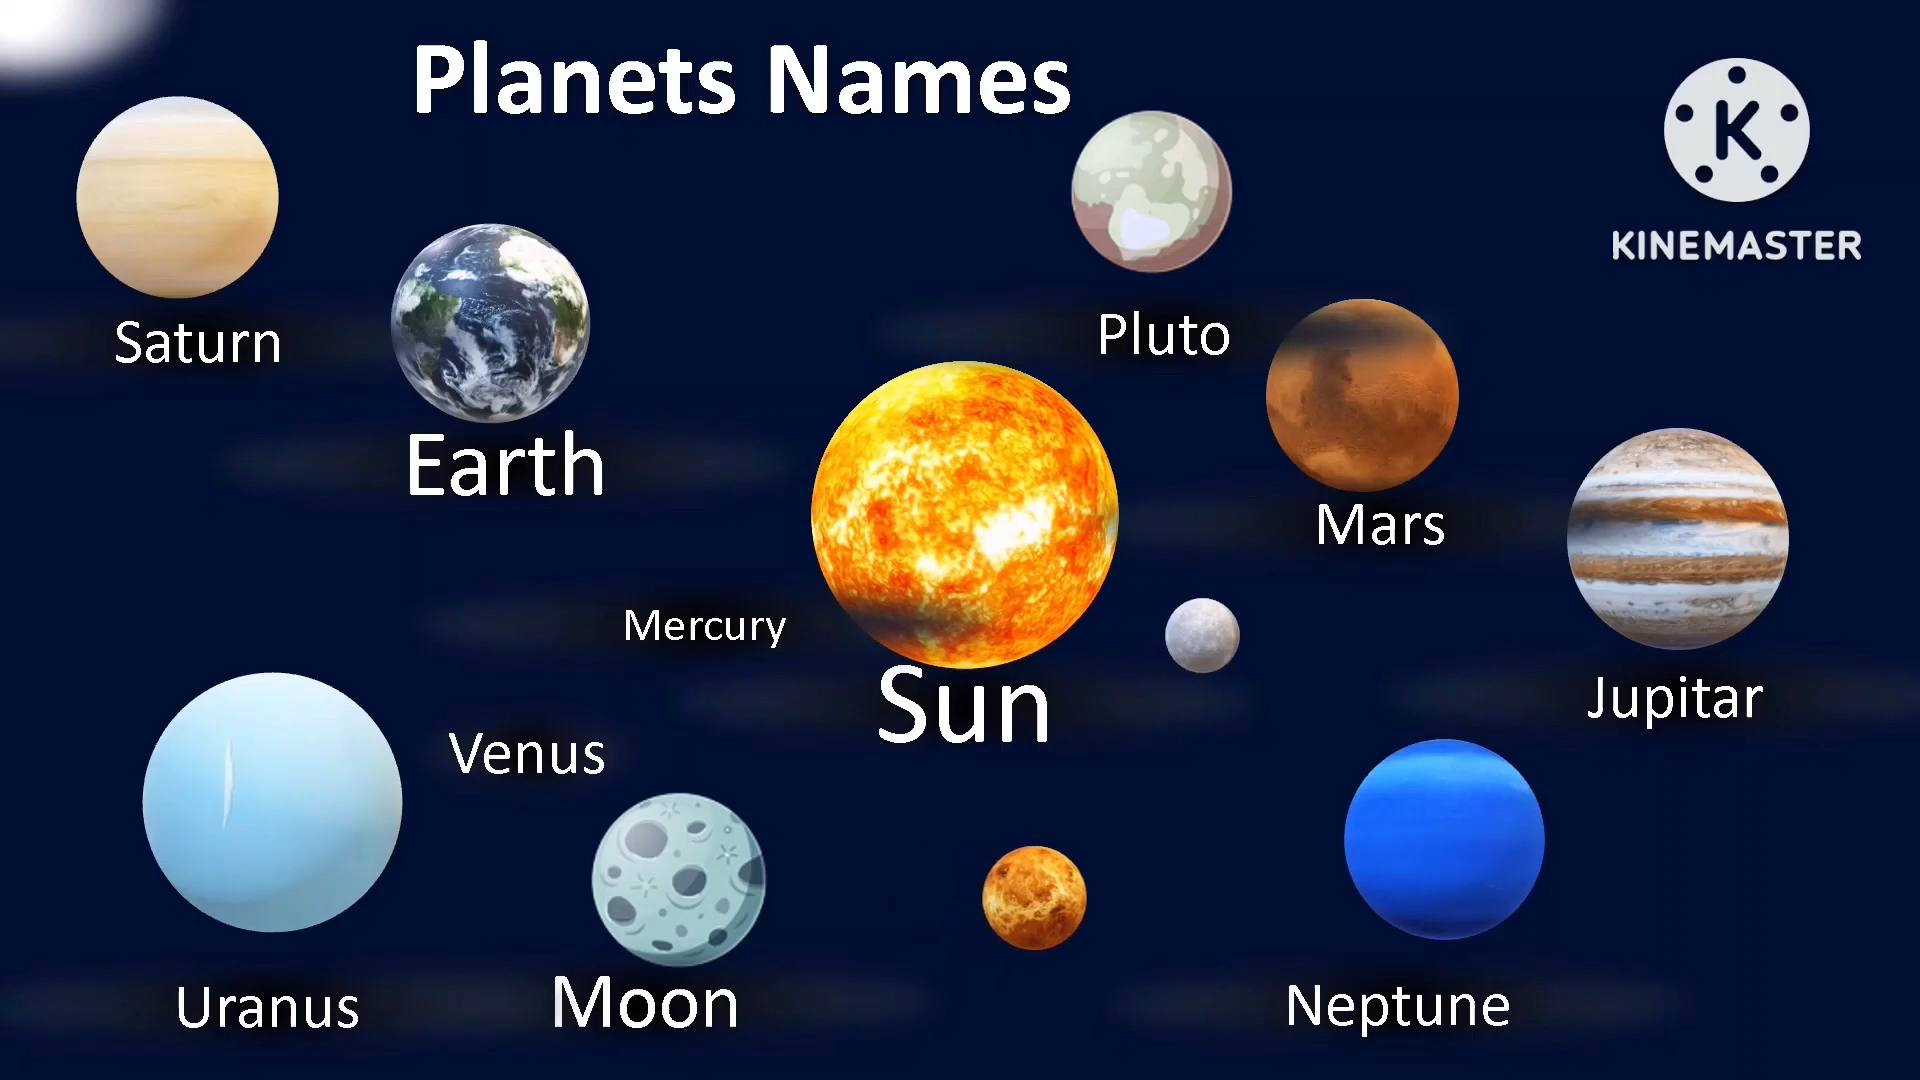 Planets Names
K
KINEMASTER
Saturn
Pluto
Earth
Mars
Mercury
Sun
Jupitar
Venus
Uranus
Moon
Neptune